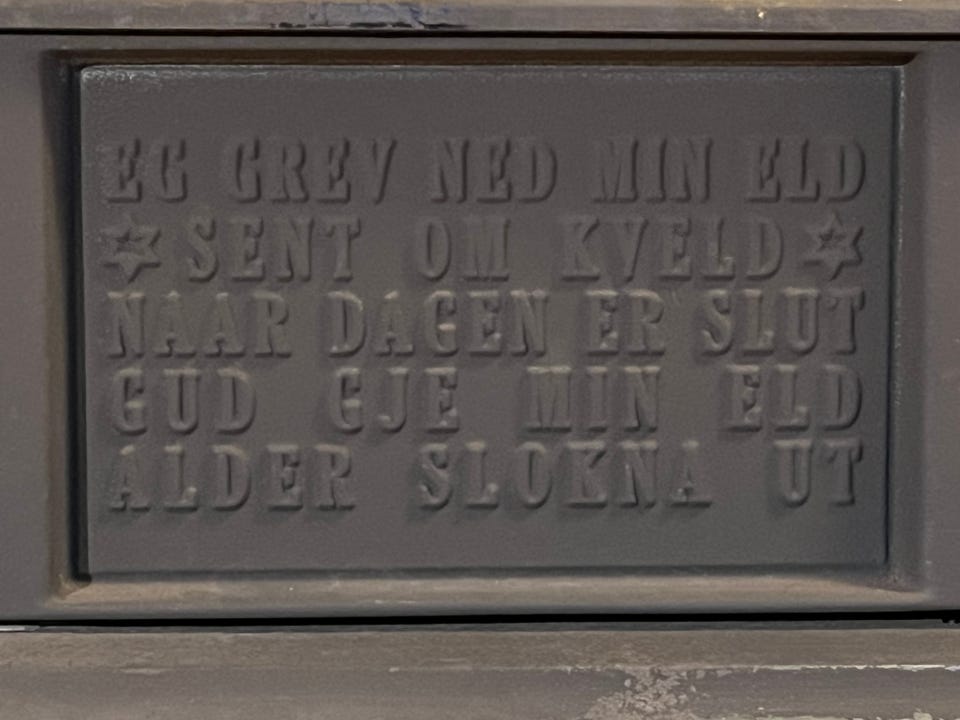 EG GREV NED MIN ELD
SENT OM KVELD
NAAR DAGEN ER SLUT
GUD GJE MIN ELD
ALDER SLOKNA UT